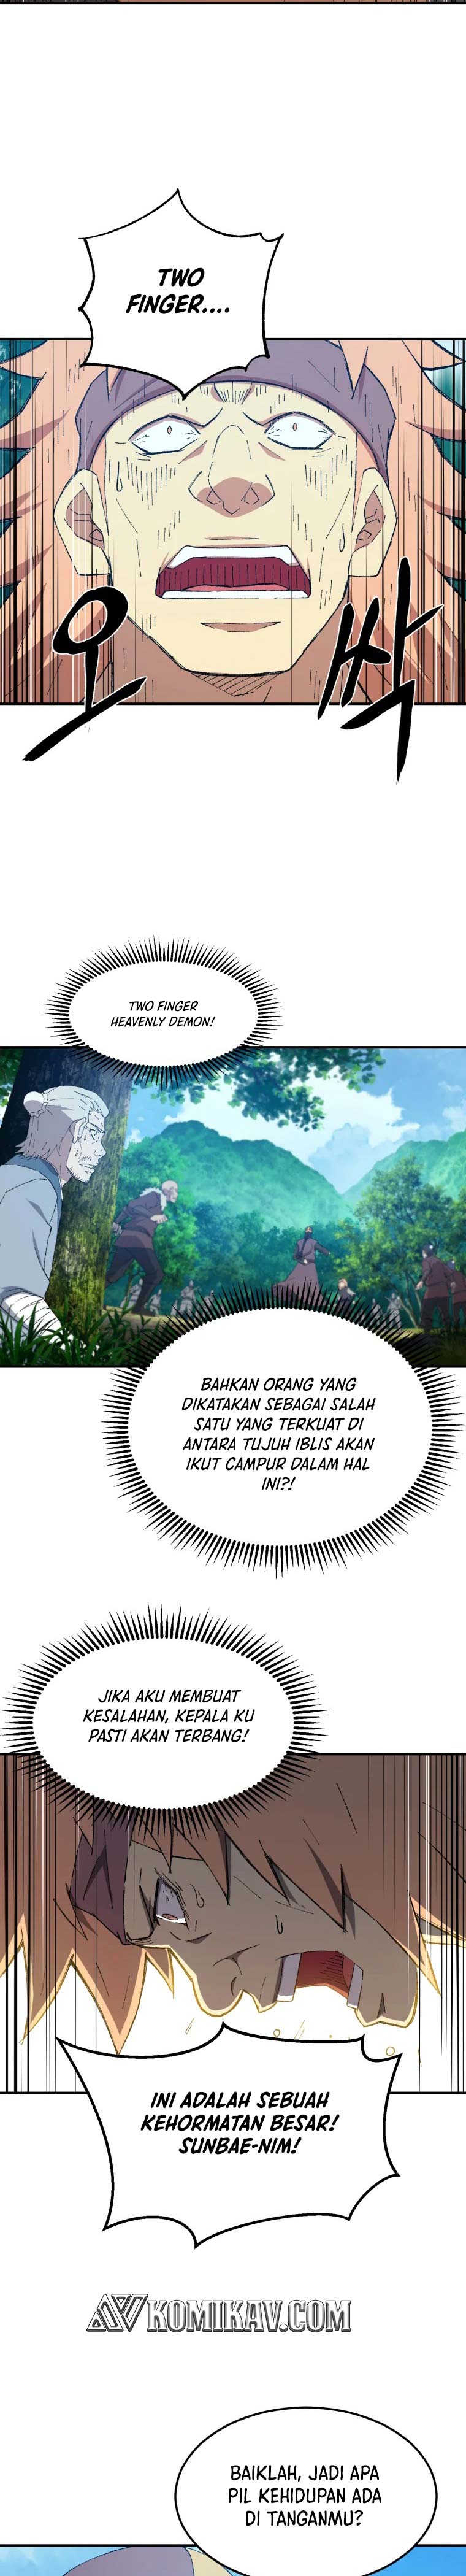 TWO
FINGER....
오싹
TWO FINGER
HEAVENLY DEMON!
BAHKAN ORANG YANG
DIKATAKAN SEBAGAI SALAH
SATU YANG TERKUAT DI
ANTARA TUJUH IBLIS AKAN
IKUT CAMPUR DALAM HAL
INI?!
JIKA AKU MEMBUAT
KESALAHAN, KEPALA KU
PASTI AKAN TERBANG!
INI ADALAH SEBUAH
KEHORMATAN BESAR!
SUNBAE-NIM!
KOMIKAV.COM
BAIKLAH, JADI APA
PIL KEHIDUPAN ADA
DI TANGANMU?